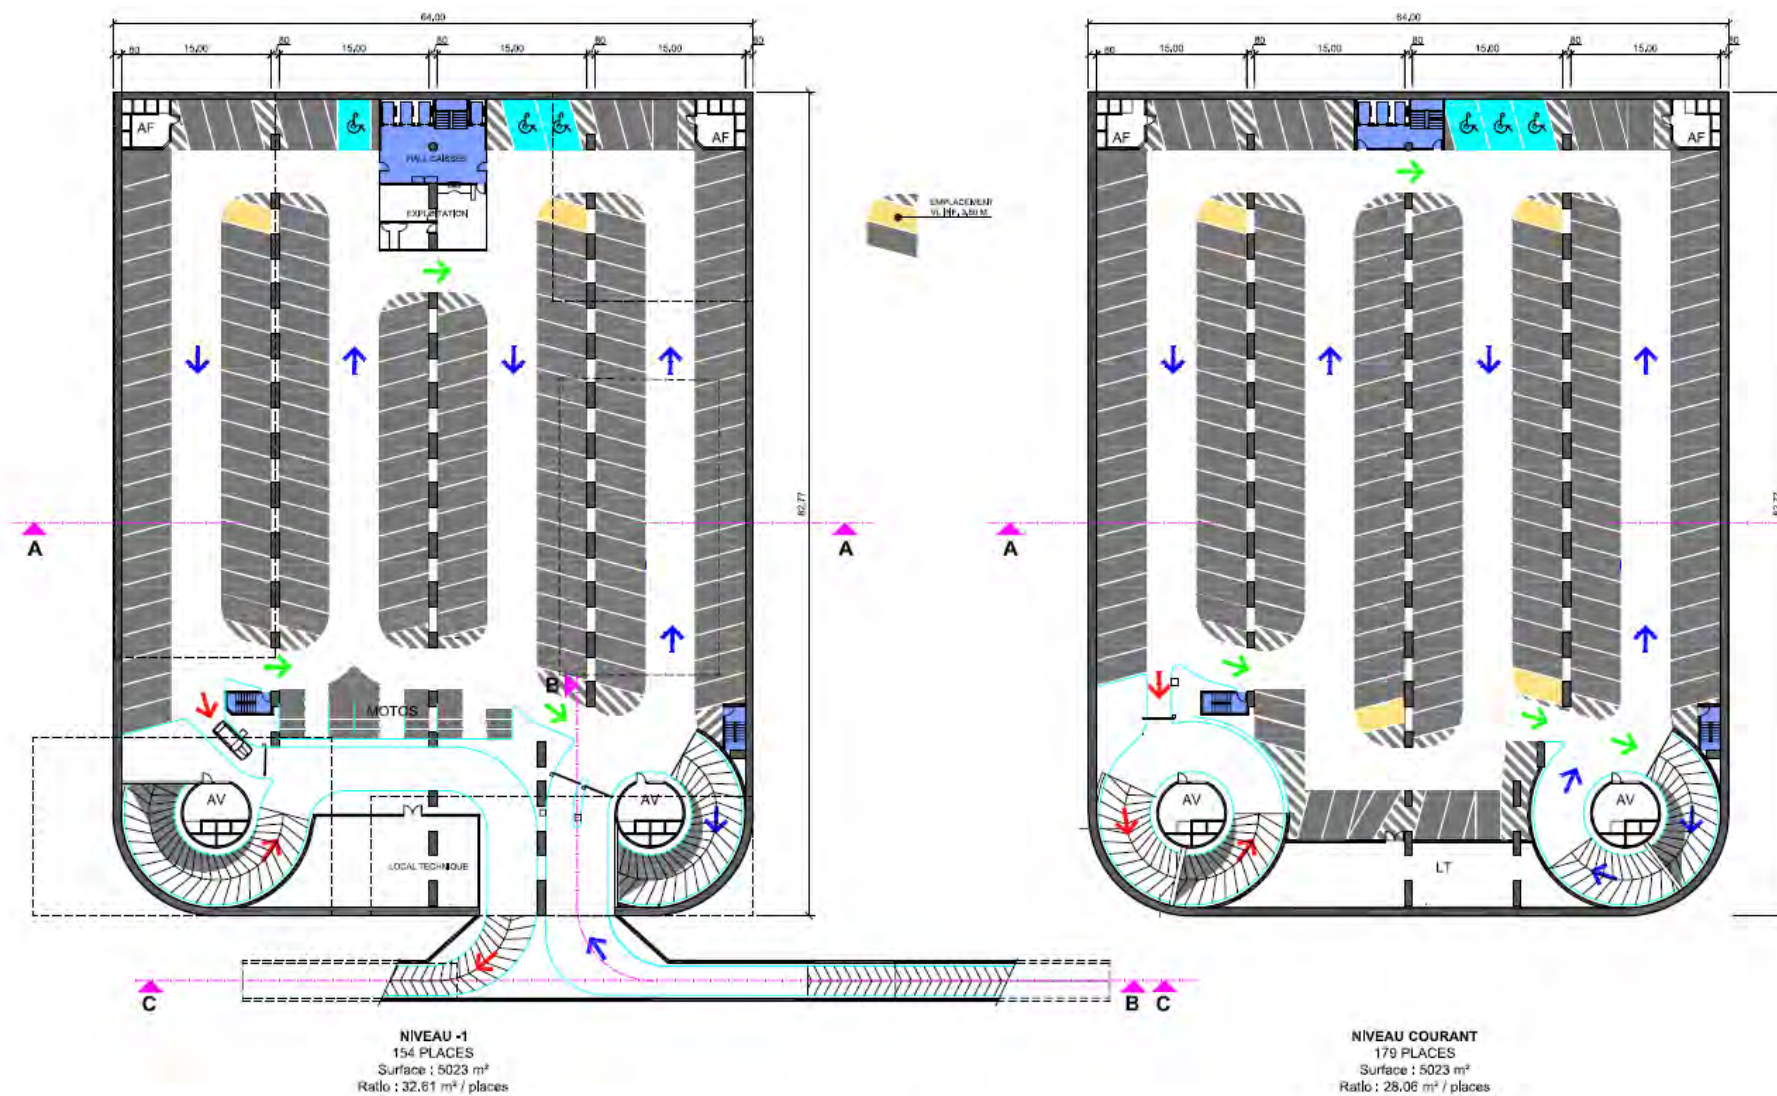 64,00
64,00
80
15,00
80
15,00
80
15,00
80
15,00
80
15,00
80
15,00
80
15,00
80
15,00
AF
AF
HALL CAISSES
EXPLOITATION
EMPLACEMENT
AF
AF
82,77
A
A
A
B
MOTOS
AV
AV
LOCAL TECHNIQUE
AV
AV
LT
C
B
C
NIVEAU -1
154 PLACES
Surface : 5023 m²
Ratio : 32.61 m² / places
NIVEAU COURANT
179 PLACES
Surface : 5023 m²
Ratio : 28.06 m² / places